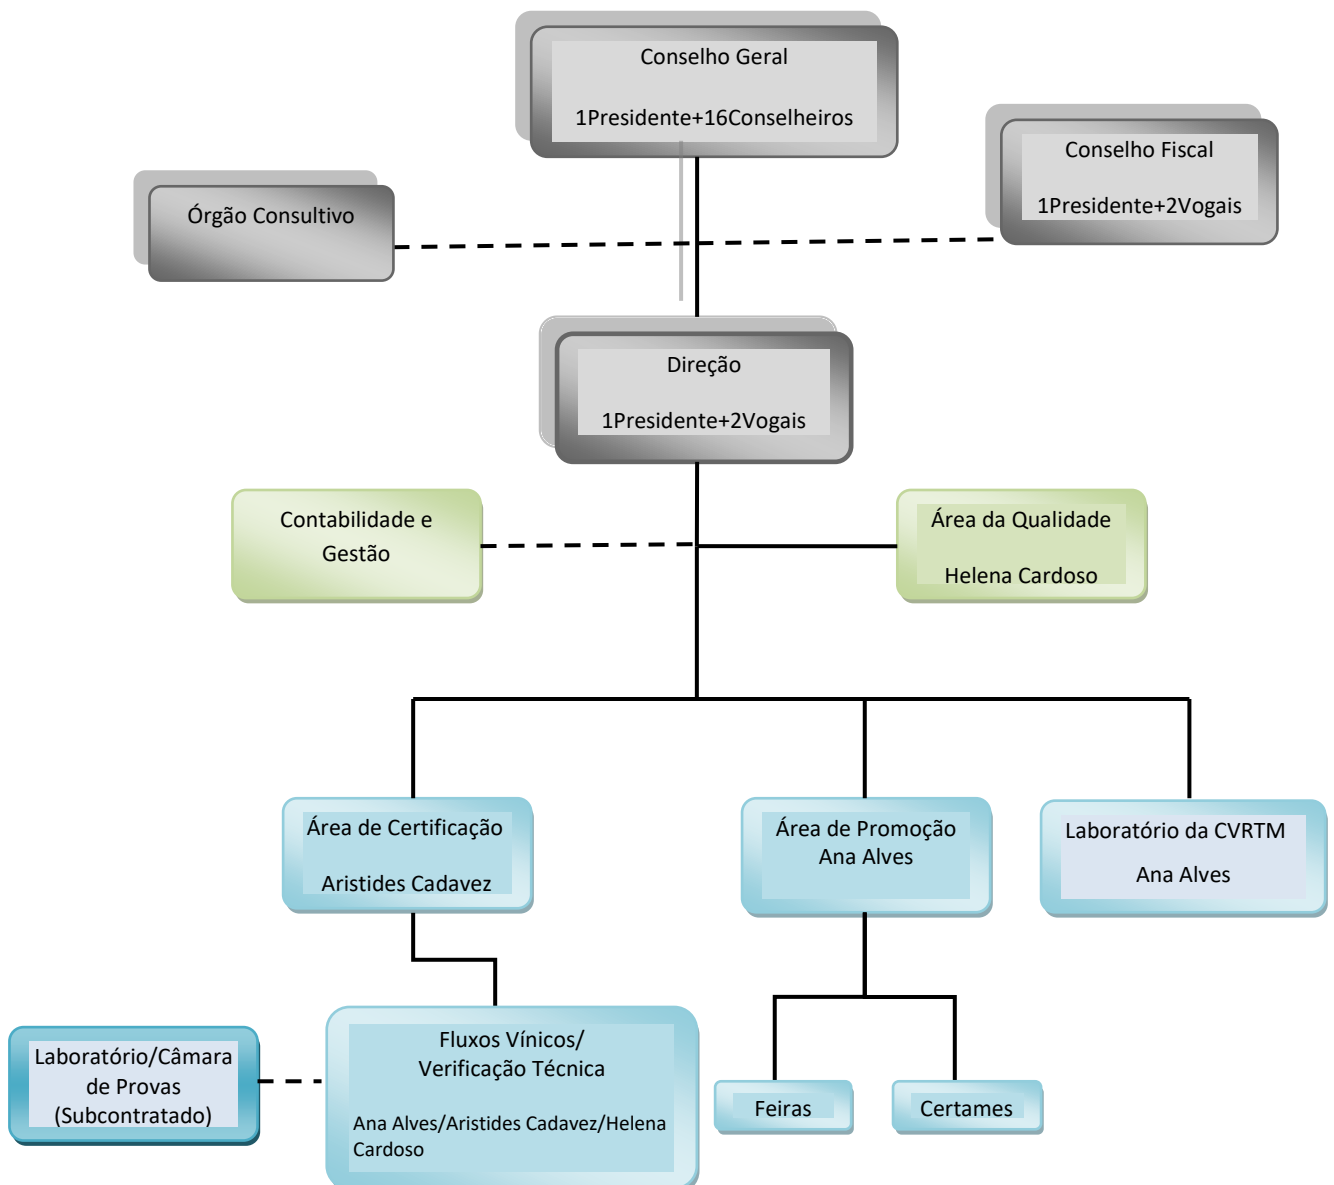 Conselho Geral
1Presidente+16Conselheiros
Conselho Fiscal
1Presidente+2Vogais
Órgão Consultivo
Direção
1Presidente+2Vogais
Contabilidade e
Gestão
Área da Qualidade
Helena Cardoso
Área de Certificação
Aristides Cadavez
Área de Promoção
Ana Alves
Laboratório da CVRTM
Ana Alves
Fluxos Vínicos/
Verificação Técnica
Ana Alves/Aristides Cadavez/Helena
Cardoso
Laboratório/Câmara
de Provas
(Subcontratado)
Feiras
Certames